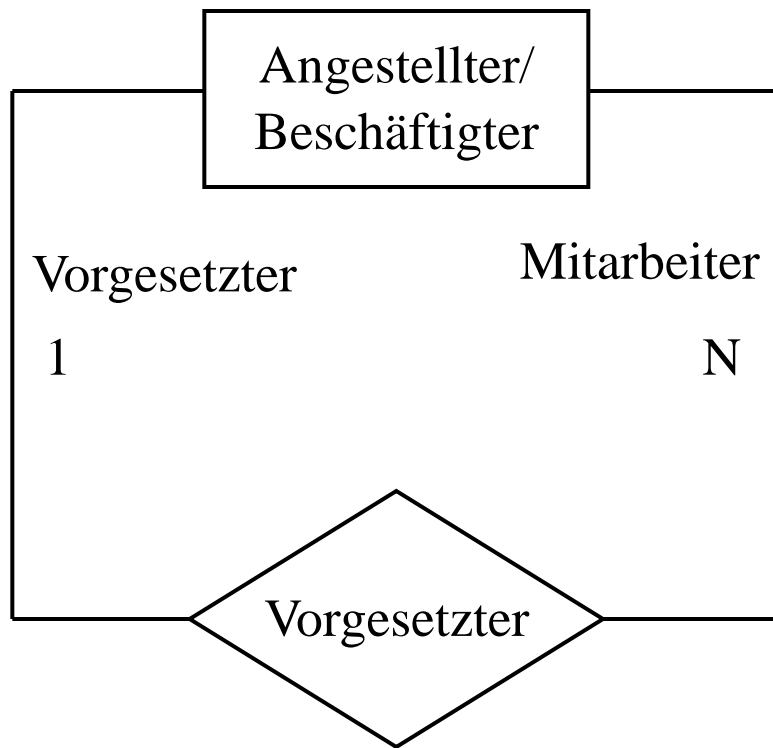 Angestellter/
Beschäftigter
Vorgesetzter
Mitarbeiter
1
N
Vorgesetzter